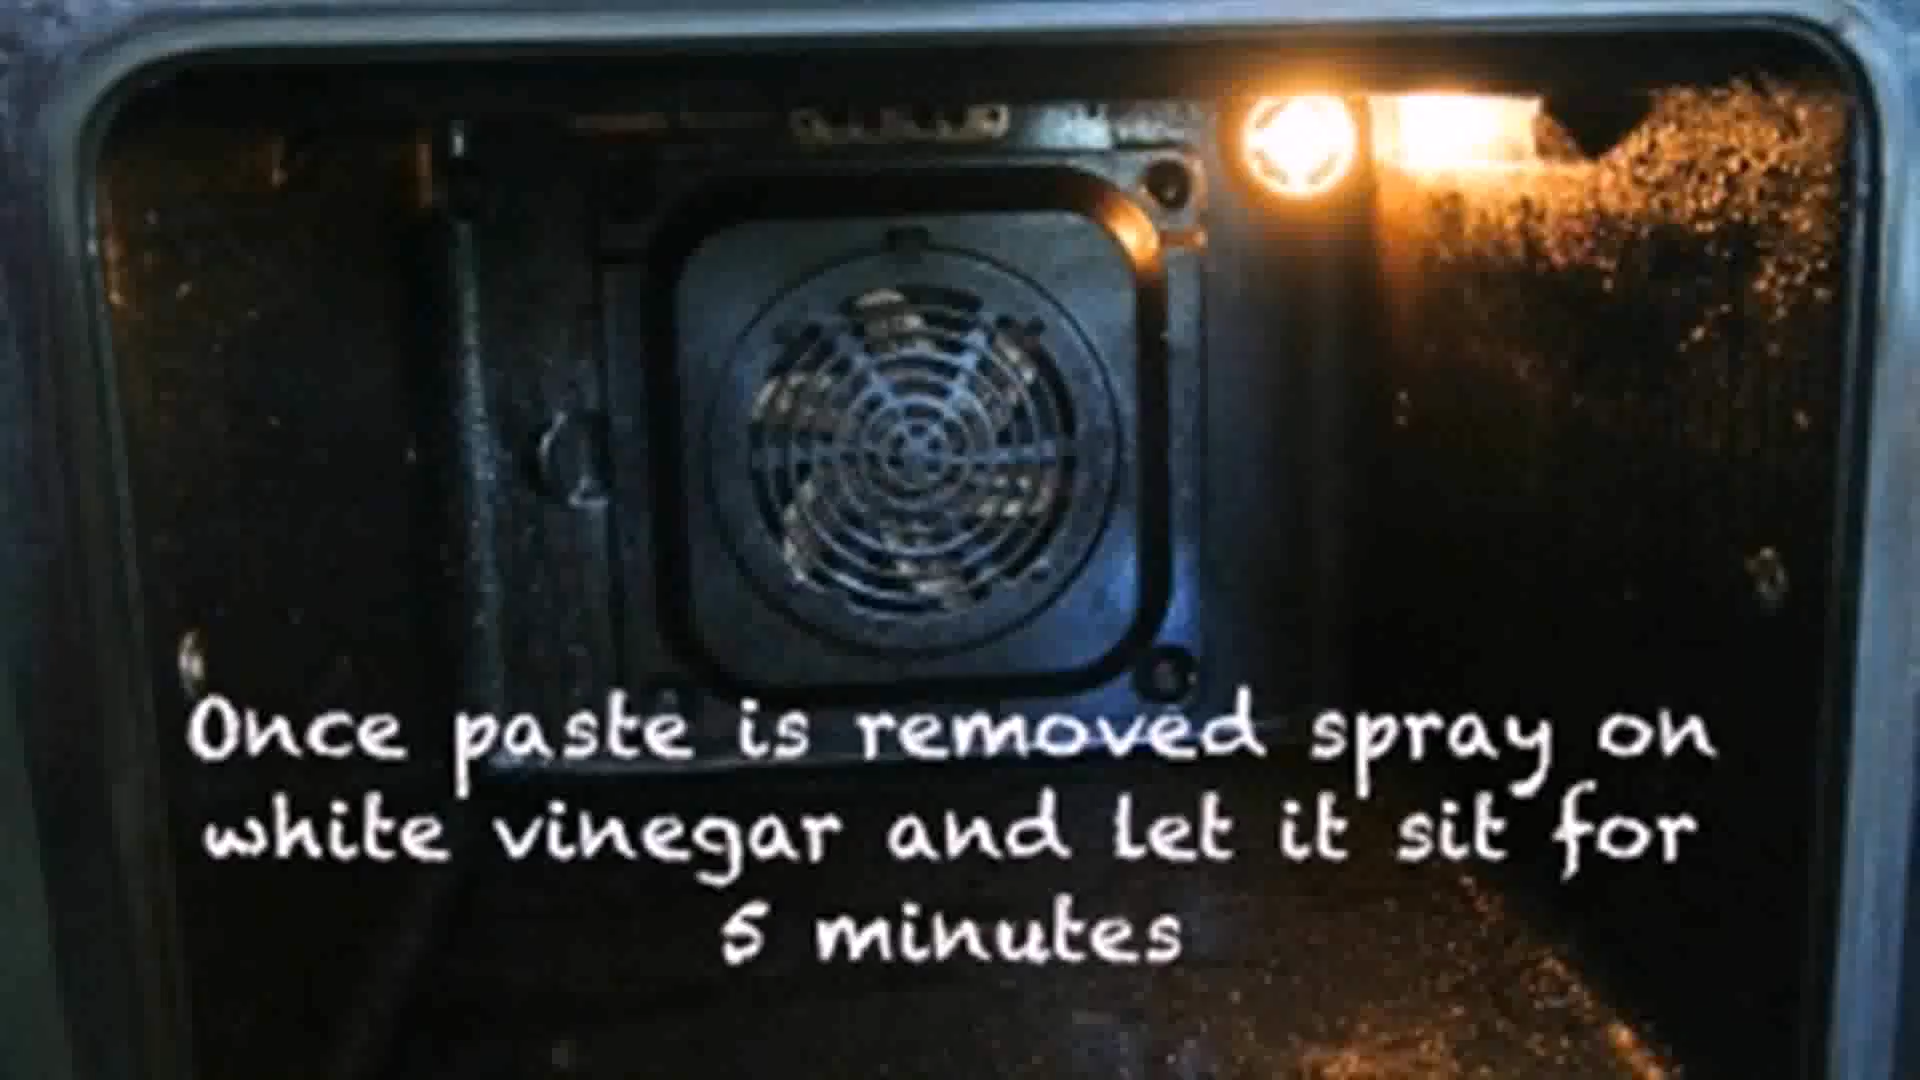 Once paste is removed spray on
white vinegar and let it sit for
5 minutes